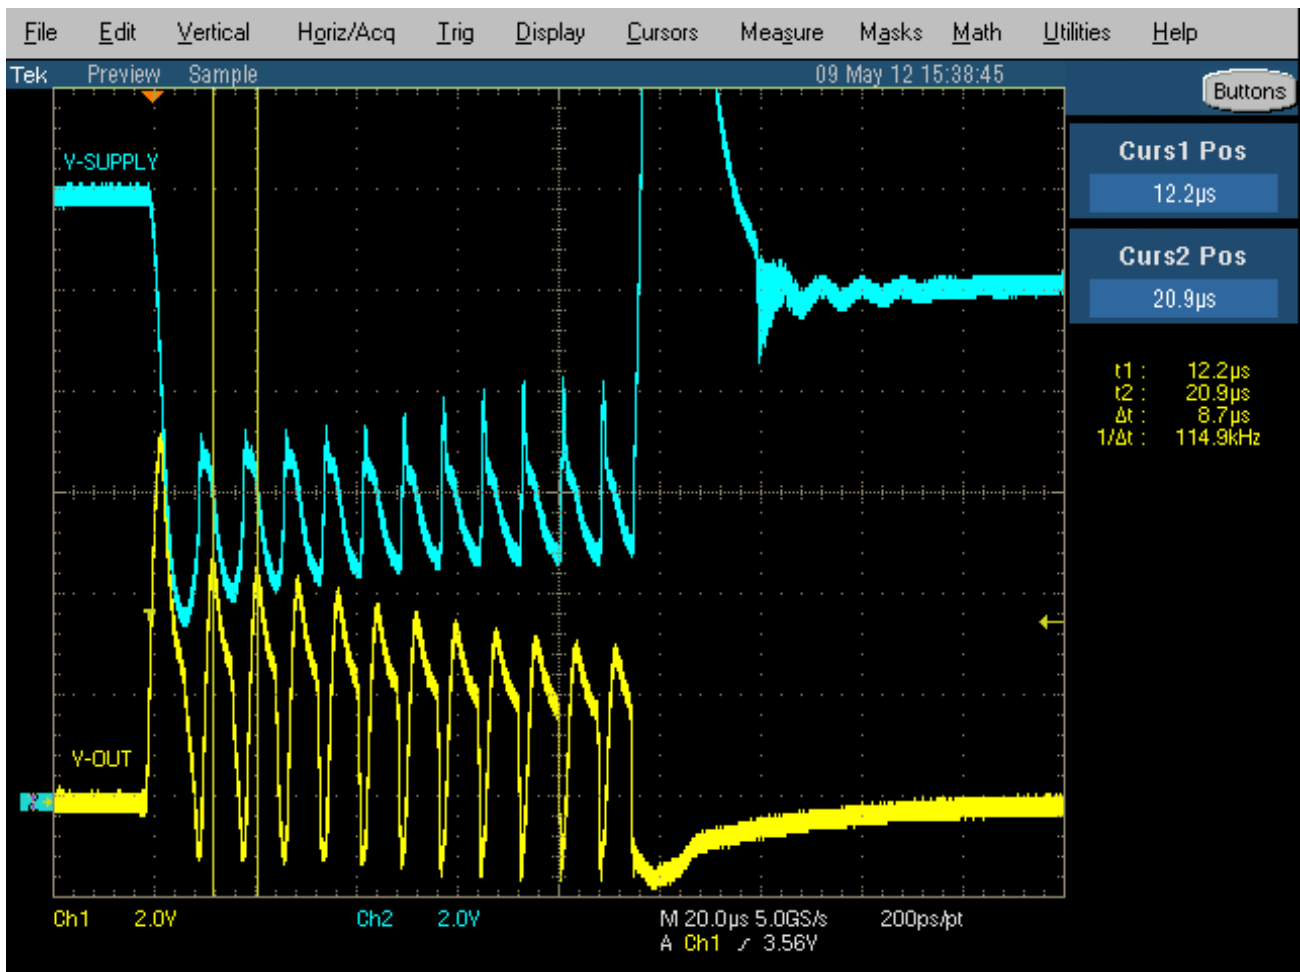 File Edit Vertical Horiz/Acq Trig Display Cursors Measure Masks Math Utilities Help
Tek Preview Sample 09 May 12 15:38:45
Buttons
Curs1 Pos
12.2µs
V-SUPPLY
Curs2 Pos
20.9µs
t1 : 12.2µs
t2 : 20.9µs
Δt : 8.7µs
1/Δt : 114.9kHz
V-OUT
Ch1 2.0V Ch2 2.0V M 20.0µs 5.0GS/s 200ps/pt
A Ch1 / 3.56V